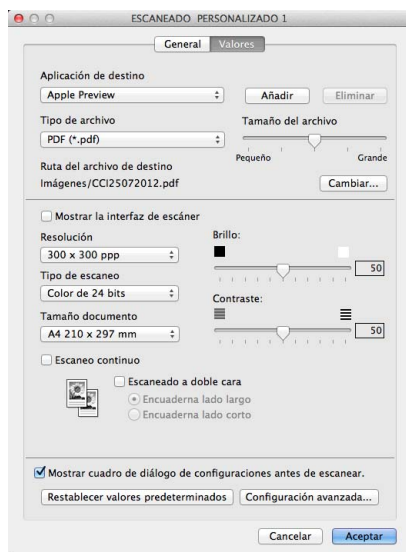 ESCANEADO PERSONALIZADO 1
General Valores
Aplicación de destino
Apple Preview Añadir Eliminar
Tipo de archivo Tamaño del archivo
PDF (*.pdf)
Pequeño Grande
Ruta del archivo de destino
Imágenes/CCI25072012.pdf Cambiar...
Mostrar la interfaz de escáner
Resolución Brillo:
300 x 300 ppp
50
Tipo de escaneo
Color de 24 bits
Contraste:
Tamaño documento
A4 210 x 297 mm 50
Escaneo continuo
Escaneado a doble cara
Encuaderna lado largo
Encuaderna lado corto
Mostrar cuadro de diálogo de configuraciones antes de escanear.
Restablecer valores predeterminados Configuración avanzada...
Cancelar Aceptar